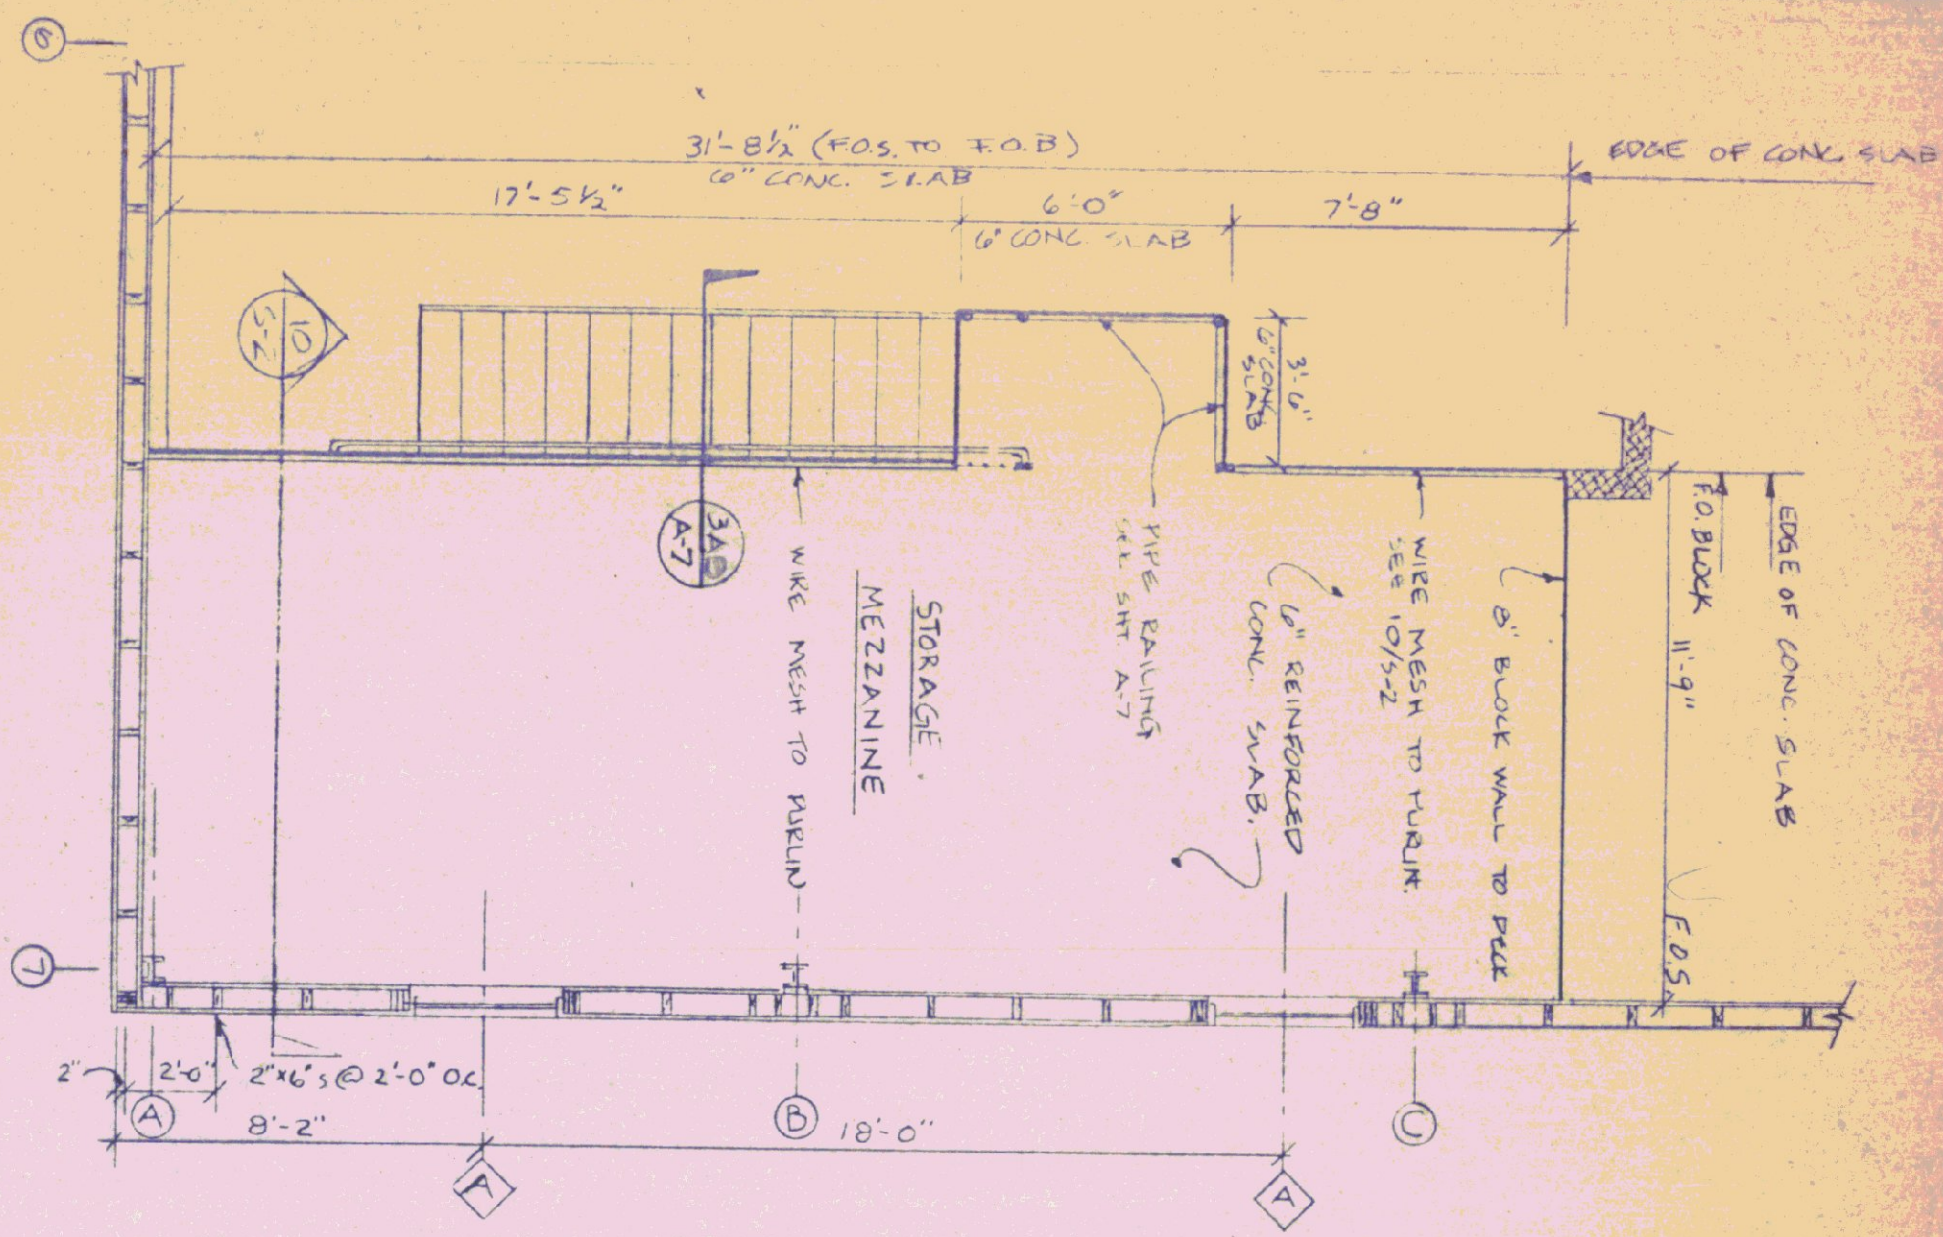 6
31'-8½" (F.O.S. TO F.O.B)
6" CONC. SLAB
EDGE OF CONC. SLAB
17'-5½"
6'-0"
6" CONC. SLAB
7'-8"
10
S-2
3'-6"
6" CONC.
SLAB
3A
A-7
WIRE MESH TO PURLIN
STORAGE
MEZZANINE
PIPE RAILING
SEE SHT. A-7
6" REINFORCED
CONC. SLAB.
WIRE MESH TO PURLIN.
SEE 10/S-2
8" BLOCK WALL TO DECK
F.O. BLOCK
11'-9"
F.O.S.
EDGE OF CONC. SLAB
7
2"
2'-0"
2"x6"s @ 2'-0" O.C.
A
B
C
8'-2"
18'-0"
A
A